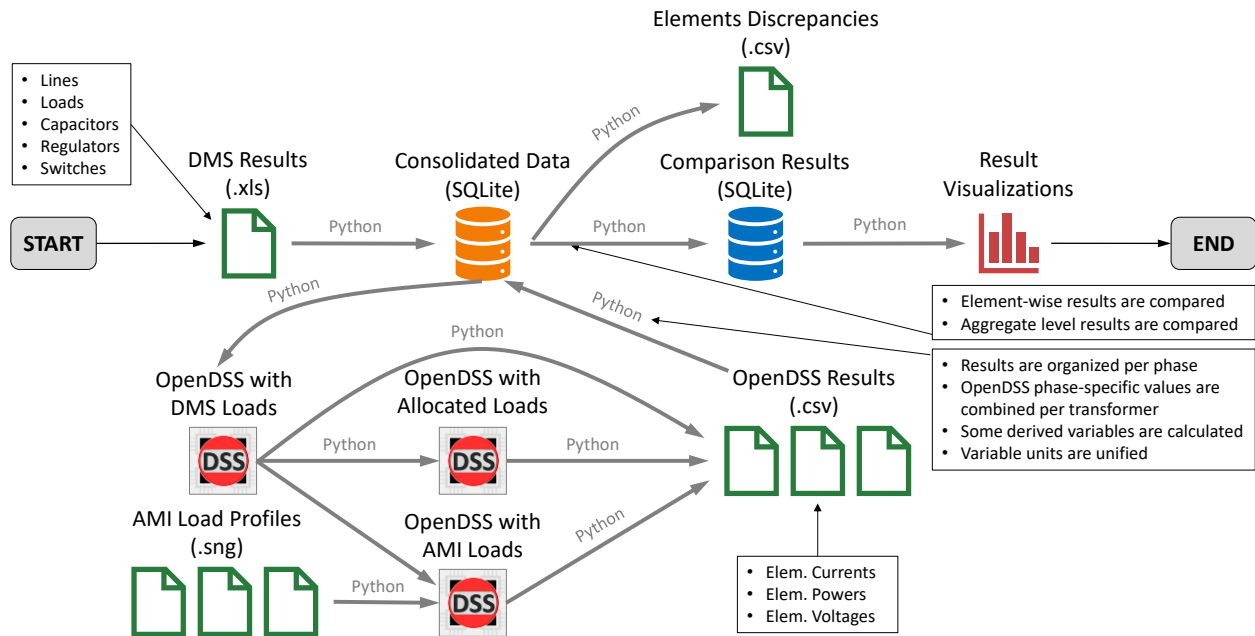 Elements Discrepancies
(.csv)
• Lines
• Loads
• Capacitors
• Regulators
• Switches
Python
DMS Results
(.xls)
Consolidated Data
(SQLite)
Comparison Results
(SQLite)
Result
Visualizations
START
Python
Python
Python
END
Python
Python
Python
• Element-wise results are compared
• Aggregate level results are compared
OpenDSS with
DMS Loads
OpenDSS with
Allocated Loads
OpenDSS Results
(.csv)
• Results are organized per phase
• OpenDSS phase-specific values are
combined per transformer
• Some derived variables are calculated
• Variable units are unified
DSS
Python
DSS
Python
AMI Load Profiles
(.sng)
OpenDSS with
AMI Loads
Python
Python
DSS
• Elem. Currents
• Elem. Powers
• Elem. Voltages